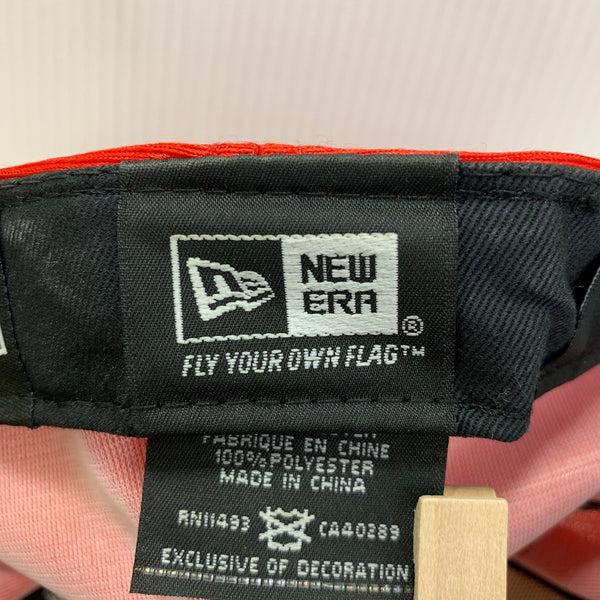 NEW
ERA
®
FLY YOUR OWN FLAG™
FABRIQUE EN CHINE
100% POLYESTER
MADE IN CHINA
RN11493 CA40289
EXCLUSIVE OF DECORATION